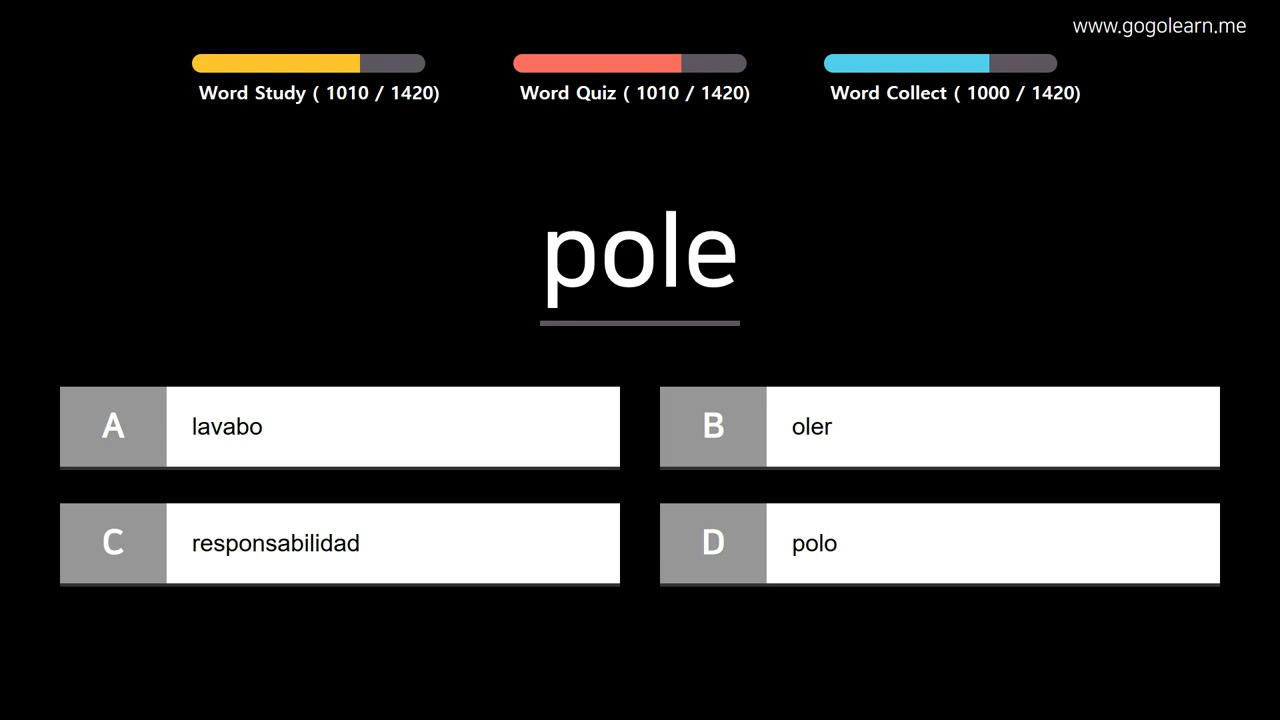 www.gogolearn.me
Word Study ( 1010 / 1420)
Word Quiz ( 1010 / 1420)
Word Collect ( 1000 / 1420)
pole
A lavabo
B oler
C responsabilidad
D polo